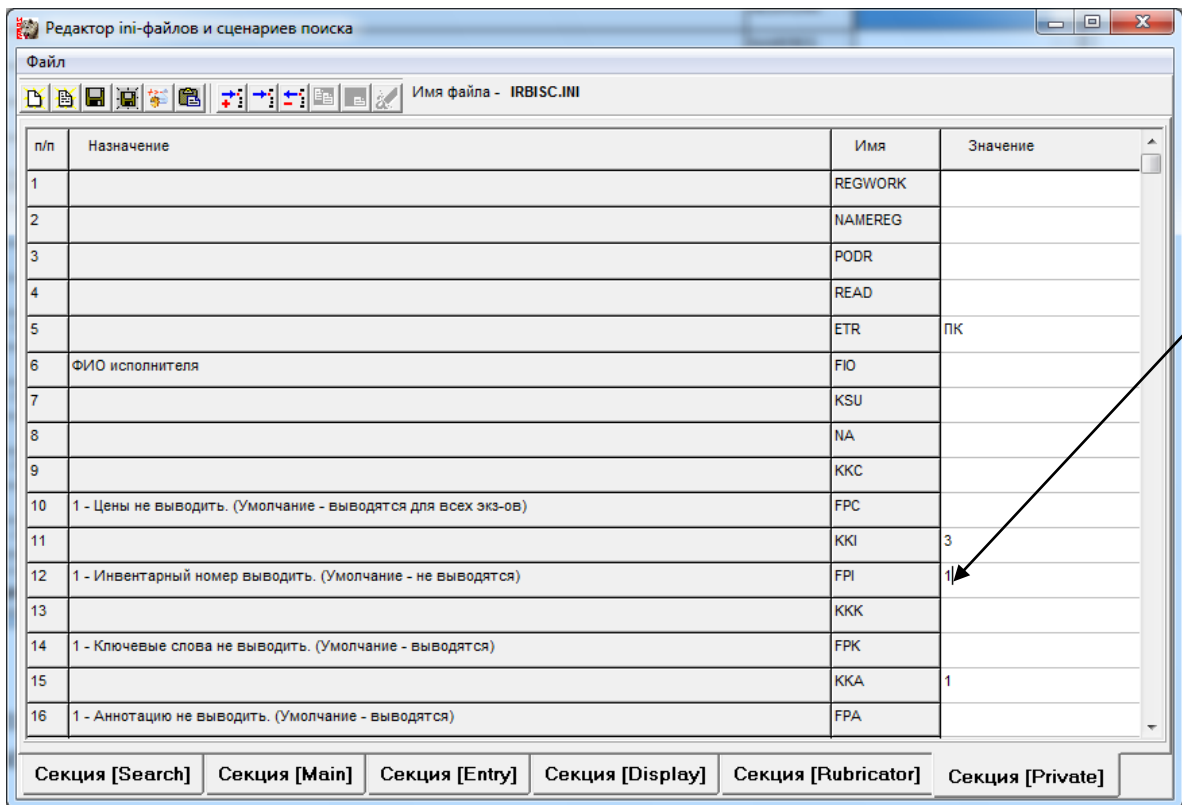 Редактор ini-файлов и сценариев поиска
Файл
Имя файла - IRBISC.INI
п/п Назначение Имя Значение
1 REGWORK
2 NAMEREG
3 PODR
4 READ
5 ETR ПК
6 ФИО исполнителя FIO
7 KSU
8 NA
9 KKC
10 1 - Цены не выводить. (Умолчание - выводятся для всех экз-ов) FPC
11 KKI 3
12 1 - Инвентарный номер выводить. (Умолчание - не выводятся) FPI 1
13 KKK
14 1 - Ключевые слова не выводить. (Умолчание - выводятся) FPK
15 KKA 1
16 1 - Аннотацию не выводить. (Умолчание - выводятся) FPA
Секция [Search] Секция [Main] Секция [Entry] Секция [Display] Секция [Rubricator] Секция [Private]